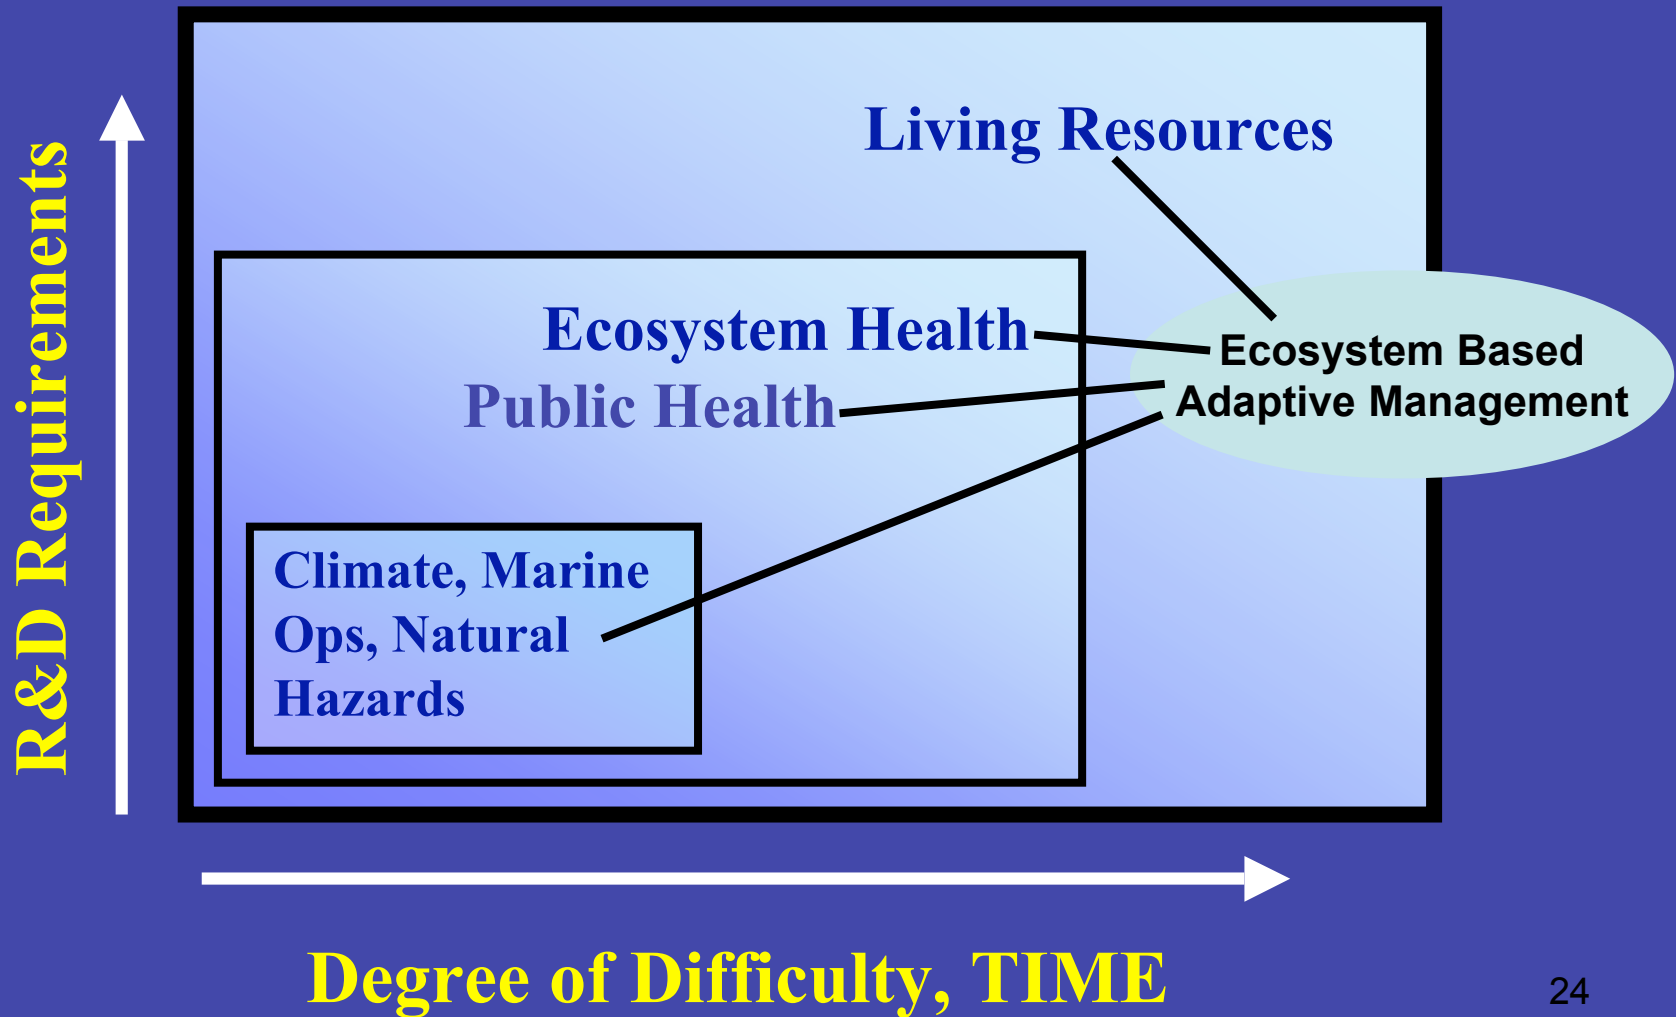 R&D Requirements
Living Resources
Ecosystem Health
Public Health
Ecosystem Based
Adaptive Management
Climate, Marine
Ops, Natural
Hazards
Degree of Difficulty, TIME
24